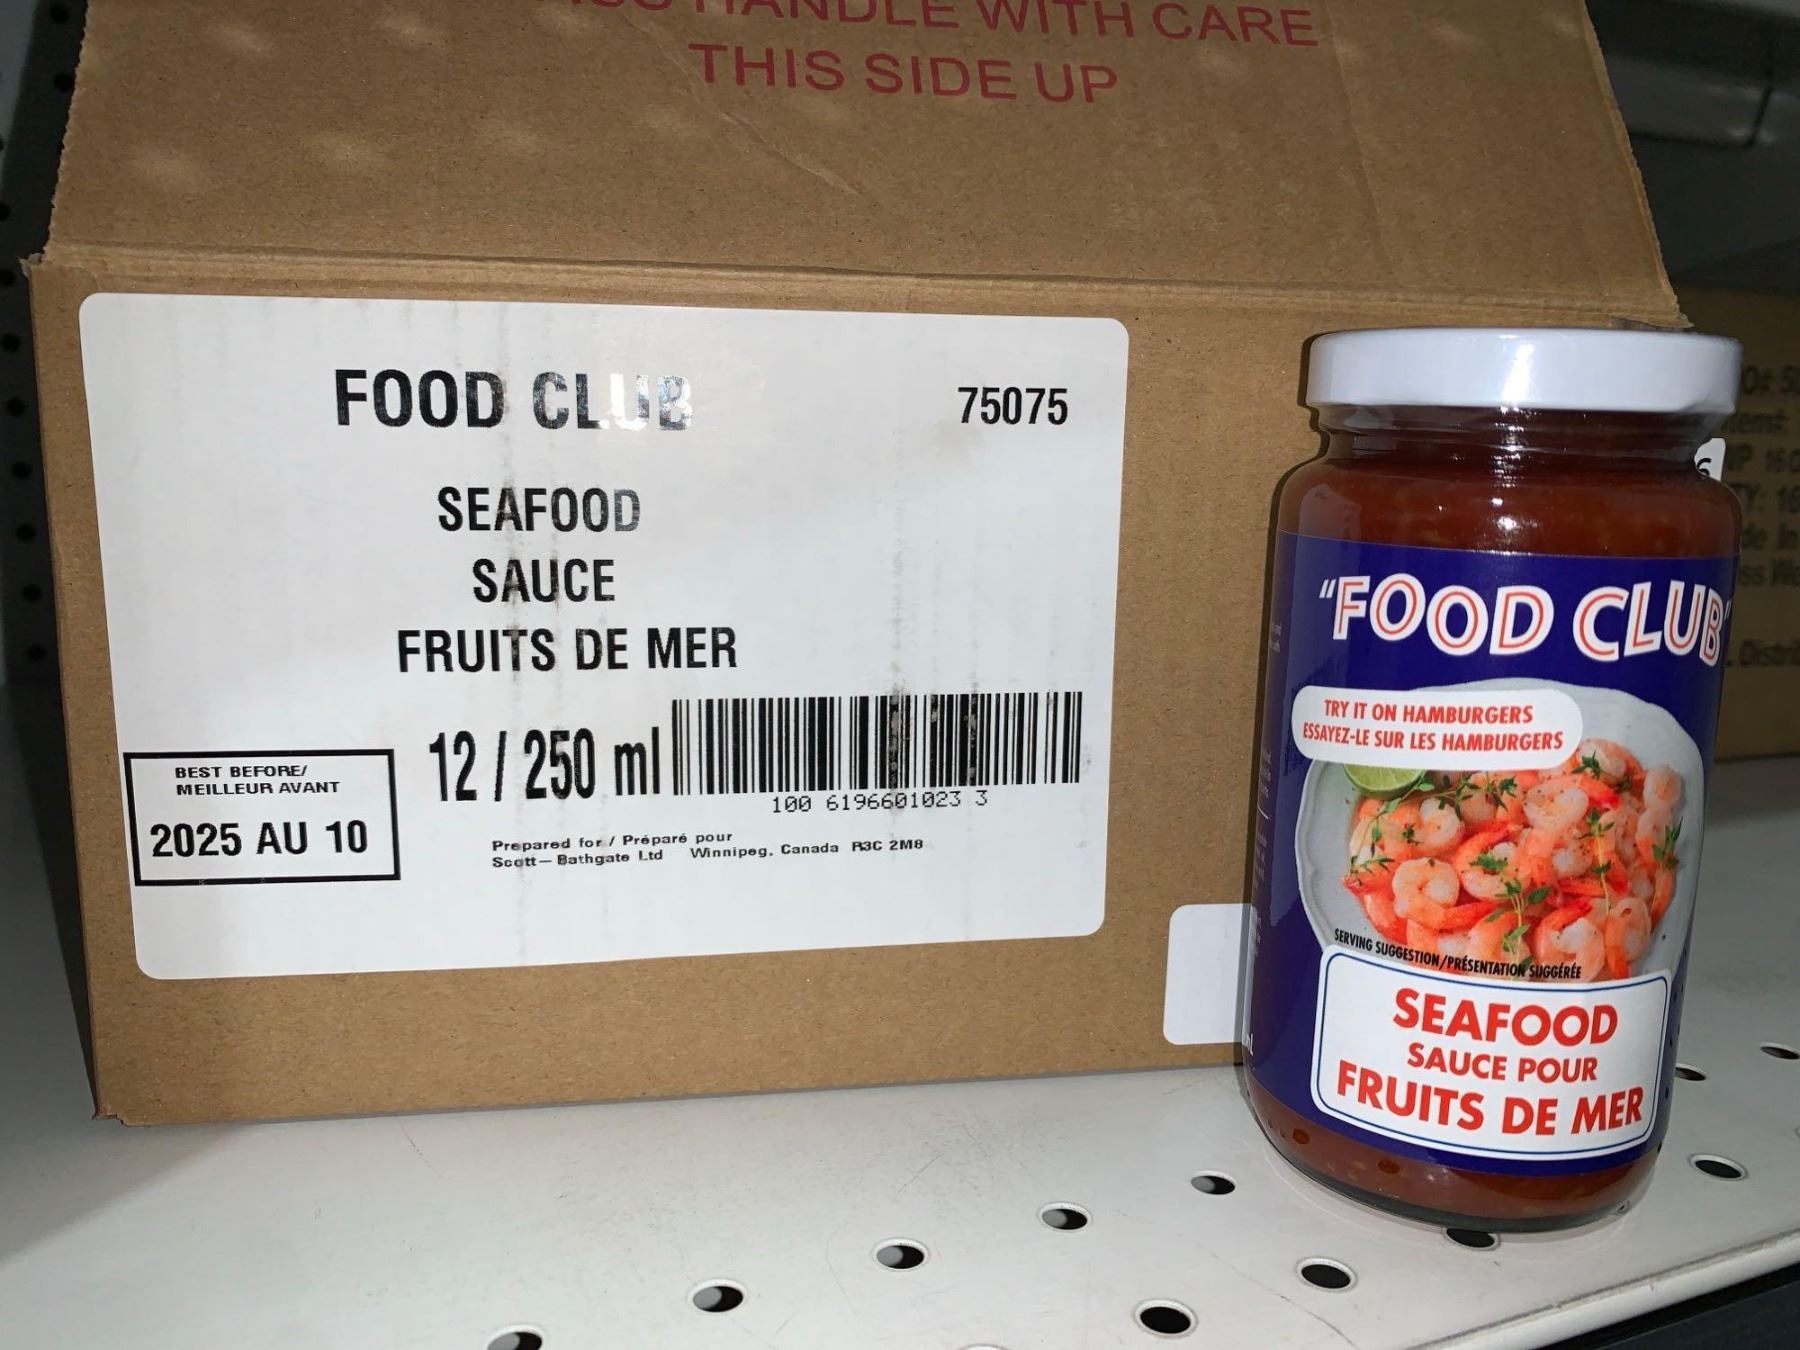 HANDLE WITH CARE
THIS SIDE UP
FOOD CLUB
75075
SEAFOOD
SAUCE
FRUITS DE MER
12 / 250 ml
100 6196601023 3
BEST BEFORE/
MEILLEUR AVANT
2025 AU 10
Prepared for / Préparé pour
Scott-Bathgate Ltd Winnipeg, Canada R3C 2M8
"FOOD CLUB"
TRY IT ON HAMBURGERS
ESSAYEZ-LE SUR LES HAMBURGERS
SERVING SUGGESTION/PRÉSENTATION SUGGÉRÉE
SEAFOOD
SAUCE POUR
FRUITS DE MER